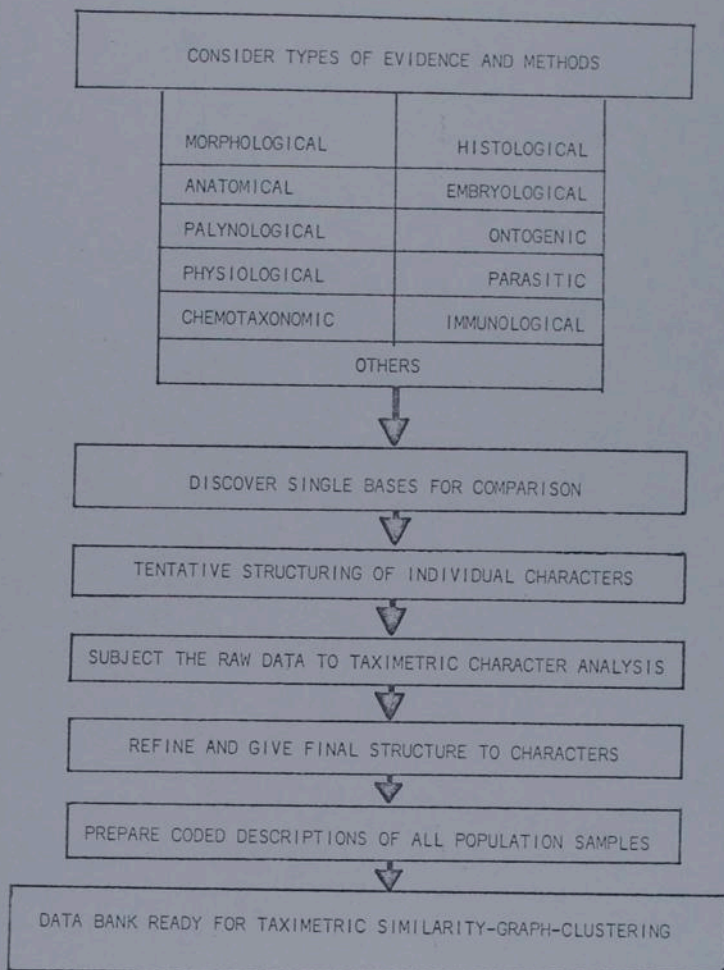 CONSIDER TYPES OF EVIDENCE AND METHODS
MORPHOLOGICAL HISTOLOGICAL
ANATOMICAL EMBRYOLOGICAL
PALYNOLOGICAL ONTOGENIC
PHYSIOLOGICAL PARASITIC
CHEMOTAXONOMIC IMMUNOLOGICAL
OTHERS
DISCOVER SINGLE BASES FOR COMPARISON
TENTATIVE STRUCTURING OF INDIVIDUAL CHARACTERS
SUBJECT THE RAW DATA TO TAXIMETRIC CHARACTER ANALYSIS
REFINE AND GIVE FINAL STRUCTURE TO CHARACTERS
PREPARE CODED DESCRIPTIONS OF ALL POPULATION SAMPLES
DATA BANK READY FOR TAXIMETRIC SIMILARITY-GRAPH-CLUSTERING